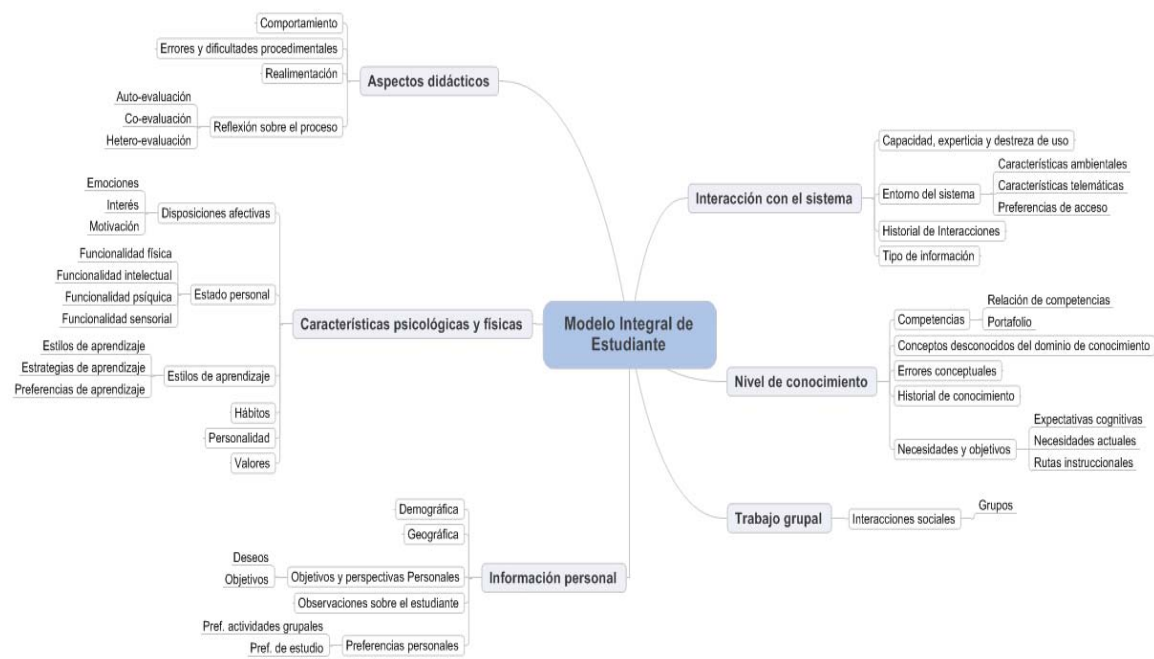 Comportamiento
Errores y dificultades procedimentales
Realimentación
Auto-evaluación
Co-evaluación
Hetero-evaluación
Reflexión sobre el proceso
Aspectos didácticos
Emociones
Interés
Motivación
Disposiciones afectivas
Funcionalidad física
Funcionalidad intelectual
Funcionalidad psíquica
Funcionalidad sensorial
Estado personal
Estilos de aprendizaje
Estrategias de aprendizaje
Preferencias de aprendizaje
Estilos de aprendizaje
Hábitos
Personalidad
Valores
Características psicológicas y físicas
Demográfica
Geográfica
Deseos
Objetivos
Objetivos y perspectivas Personales
Observaciones sobre el estudiante
Pref. actividades grupales
Pref. de estudio
Preferencias personales
Información personal
Modelo Integral de
Estudiante
Interacción con el sistema
Capacidad, experticia y destreza de uso
Entorno del sistema
Características ambientales
Características telemáticas
Preferencias de acceso
Historial de Interacciones
Tipo de información
Nivel de conocimiento
Competencias
Relación de competencias
Portafolio
Conceptos desconocidos del dominio de conocimiento
Errores conceptuales
Historial de conocimiento
Necesidades y objetivos
Expectativas cognitivas
Necesidades actuales
Rutas instruccionales
Trabajo grupal
Interacciones sociales
Grupos